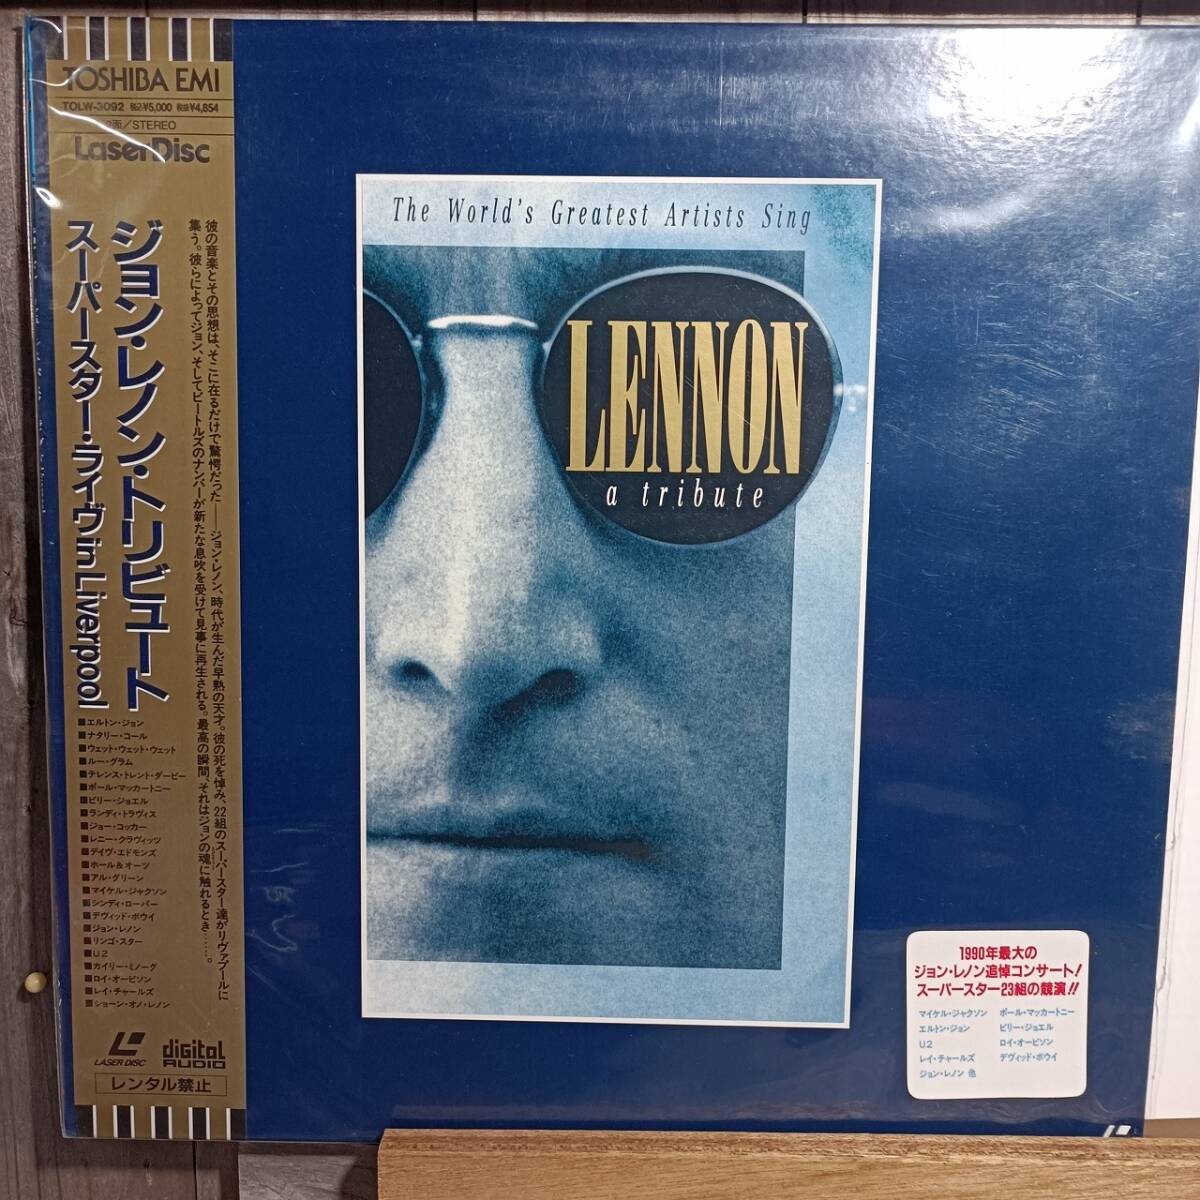 TOSHIBA EMI
TOLW-3092 税込¥5,000 税抜¥4,854
2面/STEREO
LaserDisc
ジョン・レノン・トリビュート
スーパースター・ライヴ in Liverpool
彼の音楽とその思想は、そこに在るだけで驚愕だった――ジョン・レノン、時代が生んだ早熟の天才。彼の死を悼み、22組のスーパースター達がリヴァプールに
集う。彼らによってジョン、そしてビートルズのナンバーが新たな息吹を受けて見事に再生される。最高の瞬間、それはジョンの魂に触れるとき……。
■エルトン・ジョン
■ナタリー・コール
■ウェット・ウェット・ウェット
■ルー・グラム
■テレンス・トレント・ダービー
■ポール・マッカートニー
■ビリー・ジョエル
■ランディ・トラヴィス
■ジョー・コッカー
■レニー・クラヴィッツ
■デイヴ・エドモンズ
■ホール&オーツ
■アル・グリーン
■マイケル・ジャクソン
■シンディ・ローパー
■デヴィッド・ボウイ
■ジョン・レノン
■リンゴ・スター
■U2
■カイリー・ミノーグ
■ロイ・オービソン
■レイ・チャールズ
■ショーン・オノ・レノン
LASER DISC
digital AUDIO
レンタル禁止
The World's Greatest Artists Sing
LENNON
a tribute
1990年最大の
ジョン・レノン追悼コンサート!
スーパースター23組の競演!!
マイケル・ジャクソン ポール・マッカートニー
エルトン・ジョン ビリー・ジョエル
U2 ロイ・オービソン
レイ・チャールズ デヴィッド・ボウイ
ジョン・レノン 他